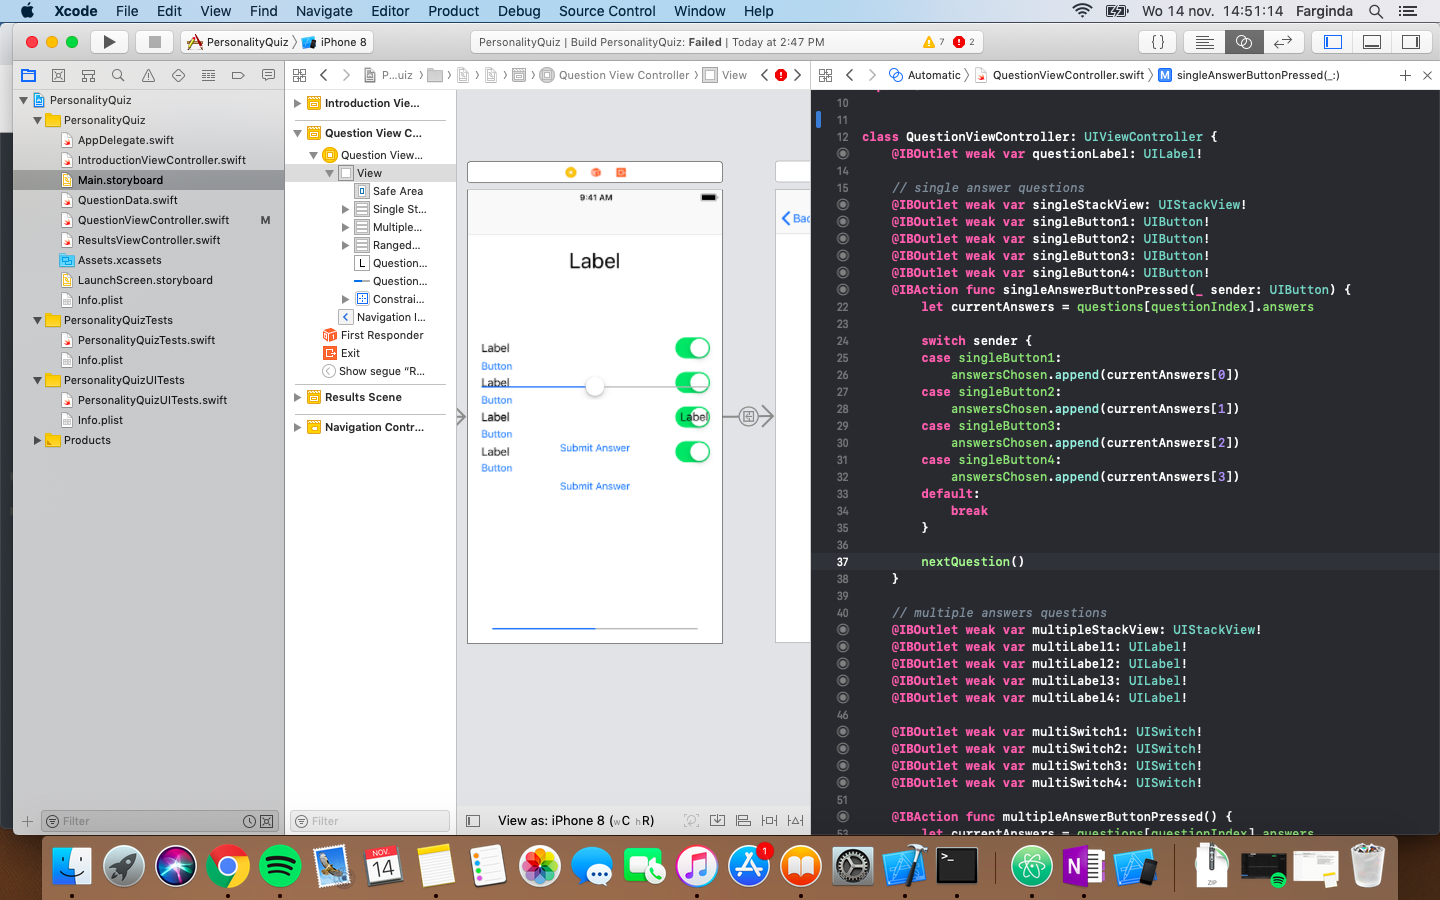 Xcode File Edit View Find Navigate Editor Product Debug Source Control Window Help Wo 14 nov. 14:51:14 Farginda
PersonalityQuiz iPhone 8
PersonalityQuiz | Build PersonalityQuiz: Failed | Today at 2:47 PM 7 2
P...uiz Question View Controller View
Automatic QuestionViewController.swift M singleAnswerButtonPressed(_:)
PersonalityQuiz
PersonalityQuiz
AppDelegate.swift
IntroductionViewController.swift
Main.storyboard
QuestionData.swift
QuestionViewController.swift M
ResultsViewController.swift
Assets.xcassets
LaunchScreen.storyboard
Info.plist
PersonalityQuizTests
PersonalityQuizTests.swift
Info.plist
PersonalityQuizUITests
PersonalityQuizUITests.swift
Info.plist
Products
Filter
Introduction Vie...
Question View C...
Question View...
View
Safe Area
Single St...
Multiple...
Ranged...
L Question...
Question...
Constrai...
Navigation I...
First Responder
Exit
Show segue “R...
Results Scene
Navigation Contr...
Filter
9:41 AM
Label
Label
Button
Label
Button
Label
Label
Button
Submit Answer
Label
Button
Submit Answer
Bac
View as: iPhone 8 (wC hR)
10
11
12 class QuestionViewController: UIViewController {
@IBOutlet weak var questionLabel: UILabel!
14
15 // single answer questions
@IBOutlet weak var singleStackView: UIStackView!
@IBOutlet weak var singleButton1: UIButton!
@IBOutlet weak var singleButton2: UIButton!
@IBOutlet weak var singleButton3: UIButton!
@IBOutlet weak var singleButton4: UIButton!
@IBAction func singleAnswerButtonPressed(_ sender: UIButton) {
22 let currentAnswers = questions[questionIndex].answers
23
24 switch sender {
25 case singleButton1:
26 answersChosen.append(currentAnswers[0])
27 case singleButton2:
28 answersChosen.append(currentAnswers[1])
29 case singleButton3:
30 answersChosen.append(currentAnswers[2])
31 case singleButton4:
32 answersChosen.append(currentAnswers[3])
33 default:
34 break
35 }
36
37 nextQuestion()
38 }
39
40 // multiple answers questions
@IBOutlet weak var multipleStackView: UIStackView!
@IBOutlet weak var multiLabel1: UILabel!
@IBOutlet weak var multiLabel2: UILabel!
@IBOutlet weak var multiLabel3: UILabel!
@IBOutlet weak var multiLabel4: UILabel!
46
@IBOutlet weak var multiSwitch1: UISwitch!
@IBOutlet weak var multiSwitch2: UISwitch!
@IBOutlet weak var multiSwitch3: UISwitch!
@IBOutlet weak var multiSwitch4: UISwitch!
51
@IBAction func multipleAnswerButtonPressed() {
53 let currentAnswers = questions[questionIndex].answers
NOV.
14
1
ZIP